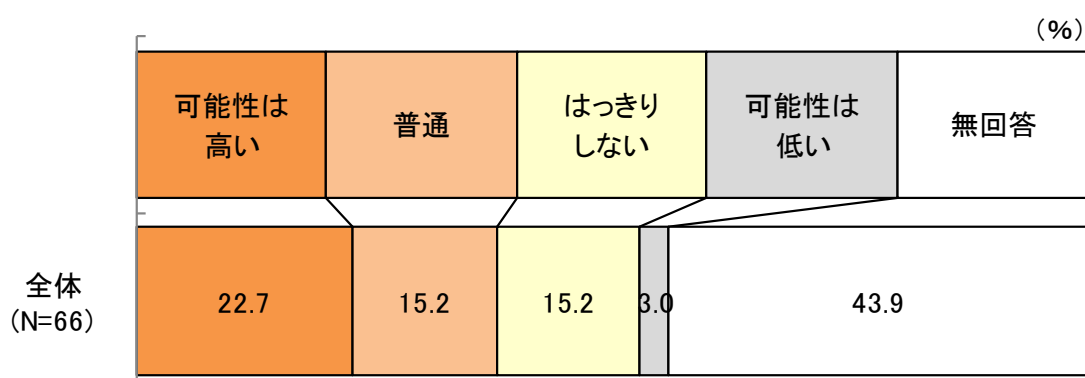 （%）
可能性は
高い
普通
はっきり
しない
可能性は
低い
無回答
全体
（N=66）
22.7
15.2
15.2
3.0
43.9